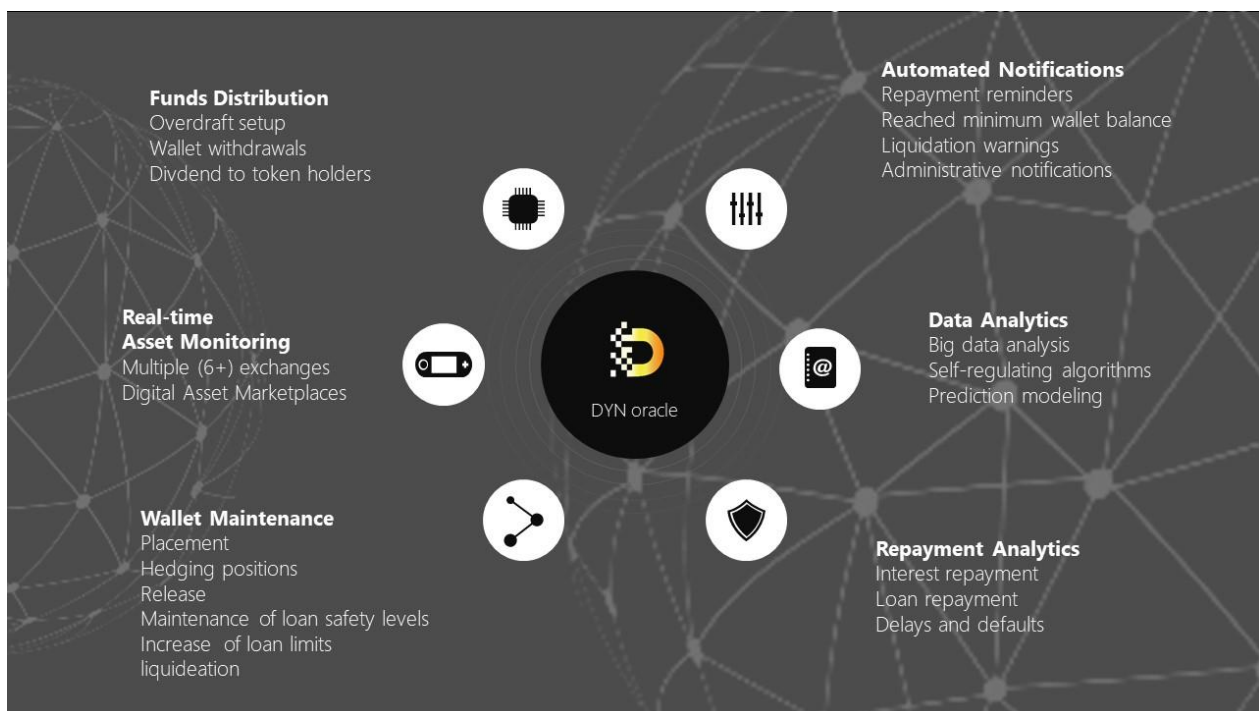 Funds Distribution
Overdraft setup
Wallet withdrawals
Divdend to token holders
Real-time
Asset Monitoring
Multiple (6+) exchanges
Digital Asset Marketplaces
Wallet Maintenance
Placement
Hedging positions
Release
Maintenance of loan safety levels
Increase of loan limits
liquideation
DYN oracle
Automated Notifications
Repayment reminders
Reached minimum wallet balance
Liquidation warnings
Administrative notifications
Data Analytics
Big data analysis
Self-regulating algorithms
Prediction modeling
@
Repayment Analytics
Interest repayment
Loan repayment
Delays and defaults